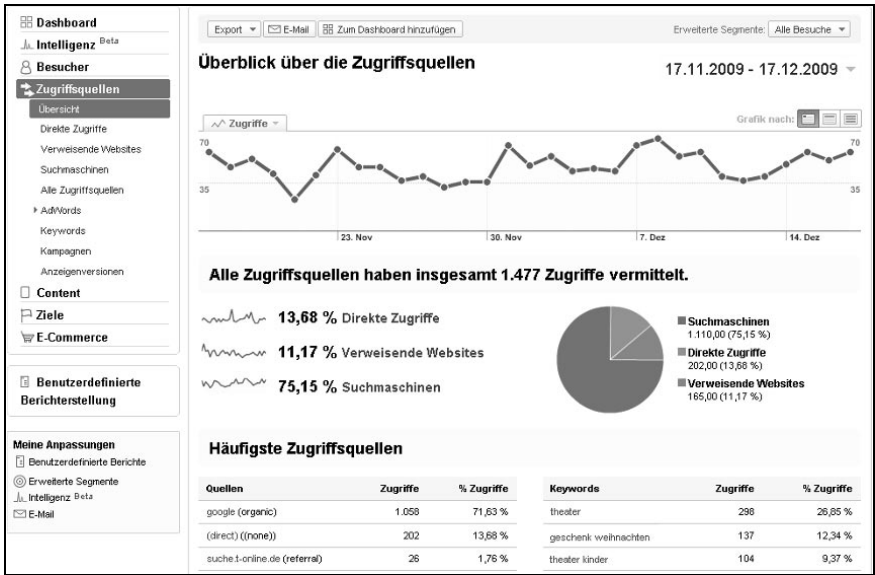 Dashboard
Intelligenz Beta
Besucher
Zugriffsquellen
Übersicht
Direkte Zugriffe
Verweisende Websites
Suchmaschinen
Alle Zugriffsquellen
AdWords
Keywords
Kampagnen
Anzeigenversionen
Content
Ziele
E-Commerce
Benutzerdefinierte
Berichterstellung
Meine Anpassungen
Benutzerdefinierte Berichte
Erweiterte Segmente
Intelligenz Beta
E-Mail
Export E-Mail Zum Dashboard hinzufügen Erweiterte Segmente: Alle Besuche
Überblick über die Zugriffsquellen 17.11.2009 - 17.12.2009
Zugriffe Grafik nach:
70 70
35 35
23. Nov 30. Nov 7. Dez 14. Dez
Alle Zugriffsquellen haben insgesamt 1.477 Zugriffe vermittelt.
13,68 % Direkte Zugriffe
11,17 % Verweisende Websites
75,15 % Suchmaschinen
Suchmaschinen
1.110,00 (75,15 %)
Direkte Zugriffe
202,00 (13,68 %)
Verweisende Websites
165,00 (11,17 %)
Häufigste Zugriffsquellen
Quellen Zugriffe % Zugriffe
google (organic) 1.058 71,63 %
(direct) ((none)) 202 13,68 %
suche.t-online.de (referral) 26 1,76 %
Keywords Zugriffe % Zugriffe
theater 298 26,85 %
geschenk weihnachten 137 12,34 %
theater kinder 104 9,37 %